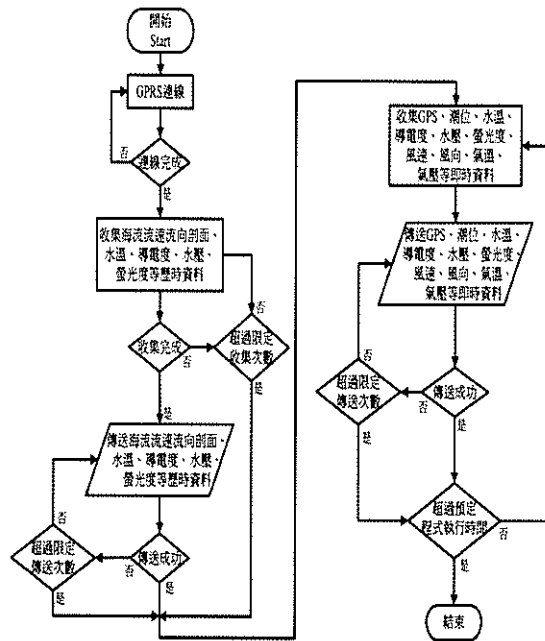 開始
Start
GPRS連線
否
連線完成
是
收集海流流速流向剖面、
水溫、導電度、水壓、
螢光度等歷時資料
否
收集完成
否
超過限定
收集次數
是
是
傳送海流流速流向剖面、
水溫、導電度、水壓、
螢光度等歷時資料
否
超過限定
傳送次數
否
傳送成功
是
是
收集GPS、潮位、水溫、
導電度、水壓、螢光度、
風速、風向、氣溫、
氣壓等即時資料
傳送GPS、潮位、水溫、
導電度、水壓、螢光度、
風速、風向、氣溫、
氣壓等即時資料
否
超過限定
傳送次數
否
傳送成功
是
是
超過預定
程式執行時間
否
是
結束